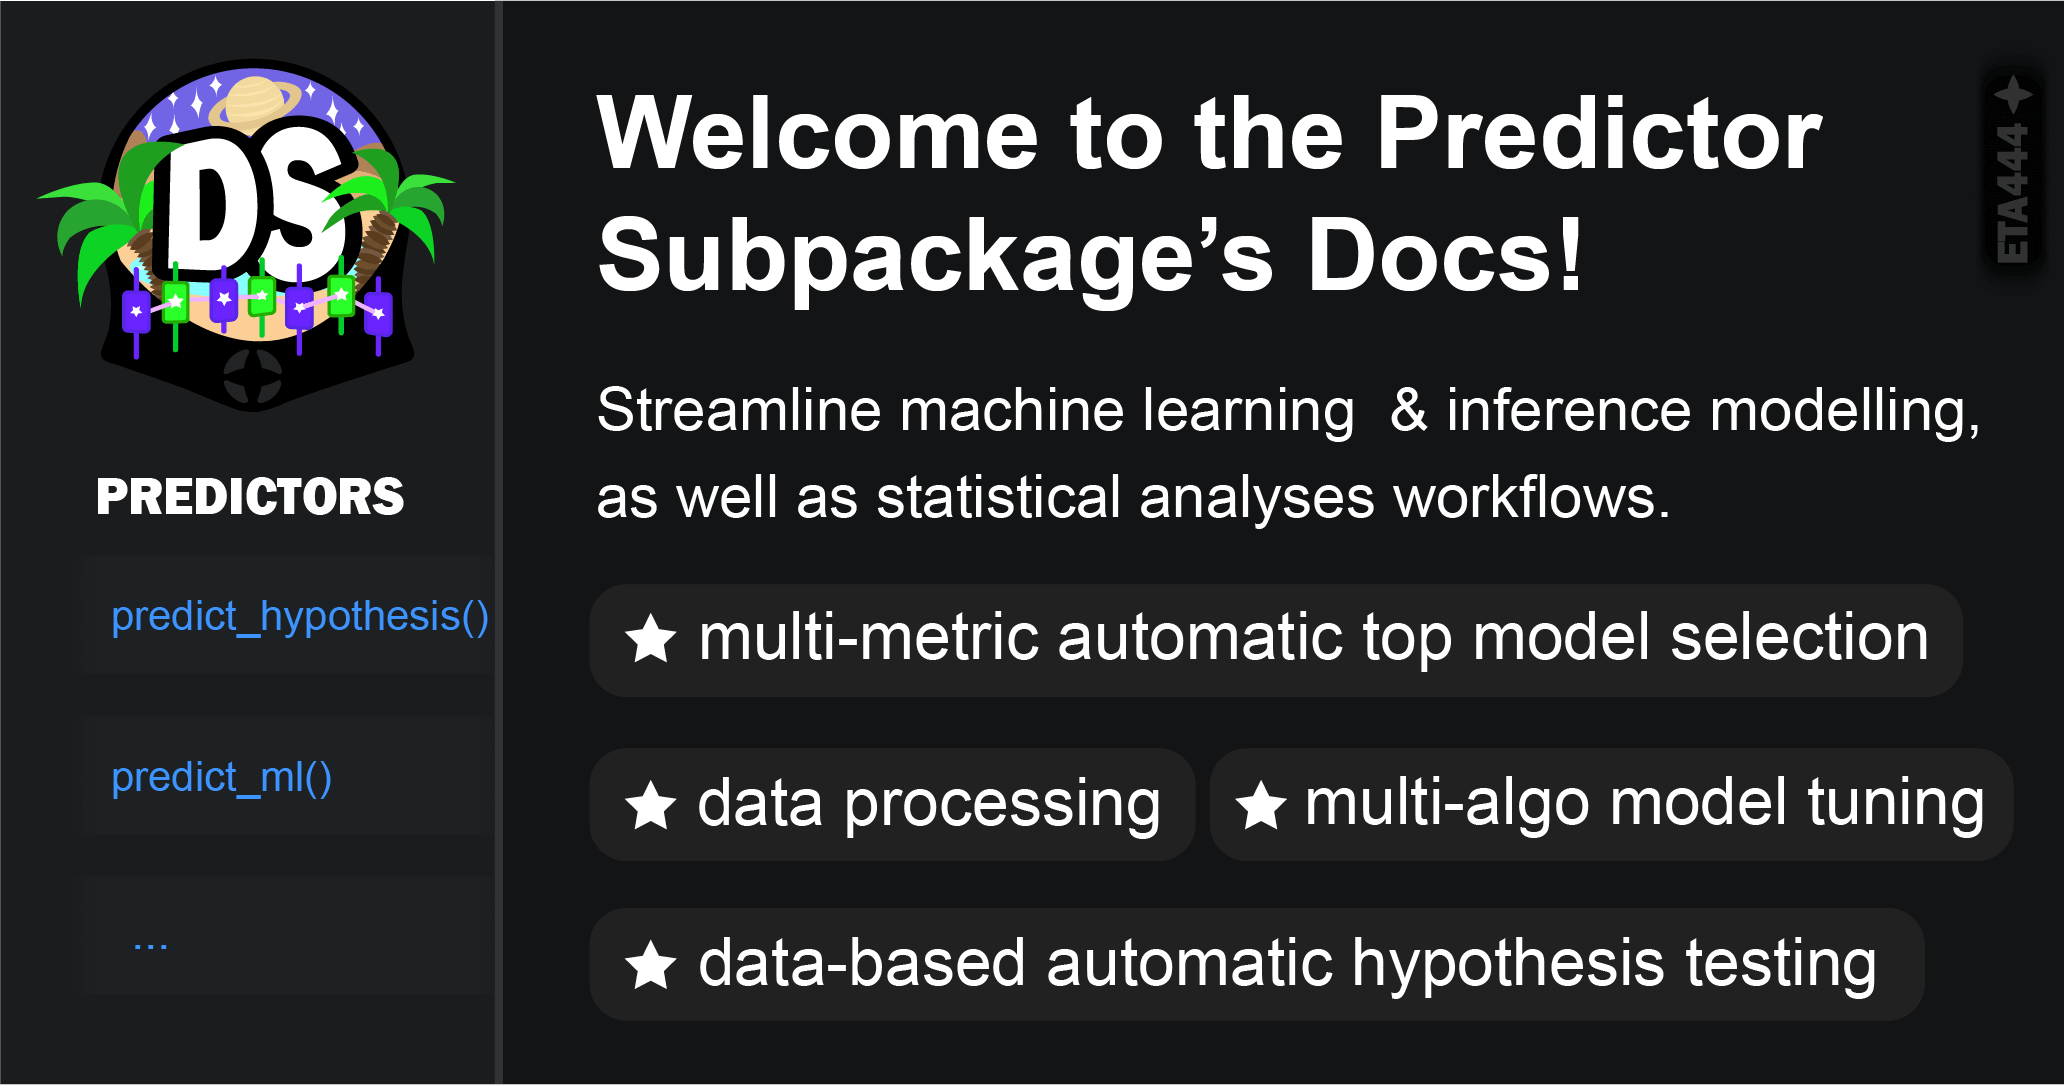 DS
PREDICTORS
predict_hypothesis()
predict_ml()
...
Welcome to the Predictor
Subpackage’s Docs!
Streamline machine learning & inference modelling,
as well as statistical analyses workflows.
multi-metric automatic top model selection
data processing
multi-algo model tuning
data-based automatic hypothesis testing
ETA444